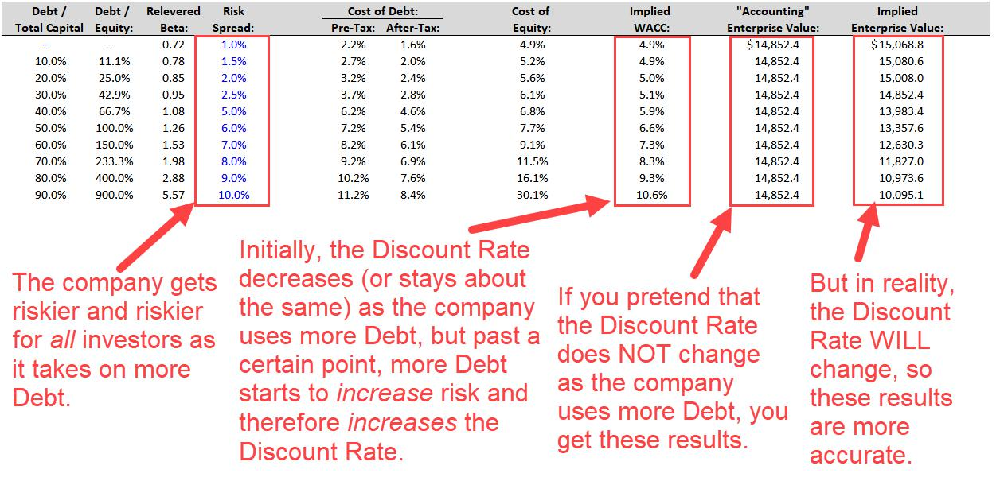 Debt / Debt / Relevered Risk Cost of Debt: Cost of Implied "Accounting" Implied
Total Capital Equity: Beta: Spread: Pre-Tax: After-Tax: Equity: WACC: Enterprise Value: Enterprise Value:
– – 0.72 1.0% 2.2% 1.6% 4.9% 4.9% $ 14,852.4 $ 15,068.8
10.0% 11.1% 0.78 1.5% 2.7% 2.0% 5.2% 4.9% 14,852.4 15,080.6
20.0% 25.0% 0.85 2.0% 3.2% 2.4% 5.6% 5.0% 14,852.4 15,008.0
30.0% 42.9% 0.95 2.5% 3.7% 2.8% 6.1% 5.1% 14,852.4 14,852.4
40.0% 66.7% 1.08 5.0% 6.2% 4.6% 6.8% 5.9% 14,852.4 13,983.4
50.0% 100.0% 1.26 6.0% 7.2% 5.4% 7.7% 6.6% 14,852.4 13,357.6
60.0% 150.0% 1.53 7.0% 8.2% 6.1% 9.1% 7.3% 14,852.4 12,630.3
70.0% 233.3% 1.98 8.0% 9.2% 6.9% 11.5% 8.3% 14,852.4 11,827.0
80.0% 400.0% 2.88 9.0% 10.2% 7.6% 16.1% 9.3% 14,852.4 10,973.6
90.0% 900.0% 5.57 10.0% 11.2% 8.4% 30.1% 10.6% 14,852.4 10,095.1
The company gets
riskier and riskier
for all investors as
it takes on more
Debt.
Initially, the Discount Rate
decreases (or stays about
the same) as the company
uses more Debt, but past a
certain point, more Debt
starts to increase risk and
therefore increases the
Discount Rate.
If you pretend that
the Discount Rate
does NOT change
as the company
uses more Debt, you
get these results.
But in reality,
the Discount
Rate WILL
change, so
these results
are more
accurate.